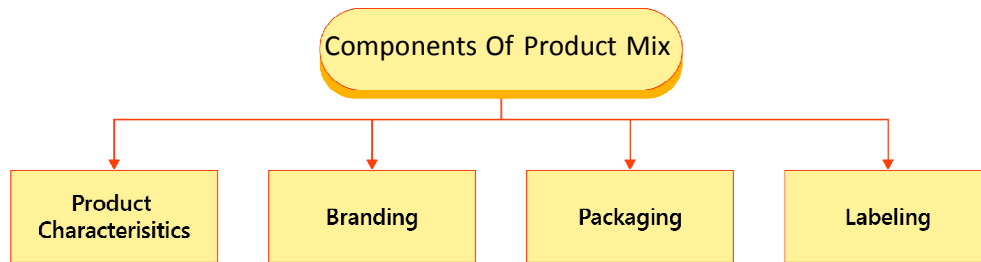 Components Of Product Mix
Product
Characterisitics
Branding
Packaging
Labeling